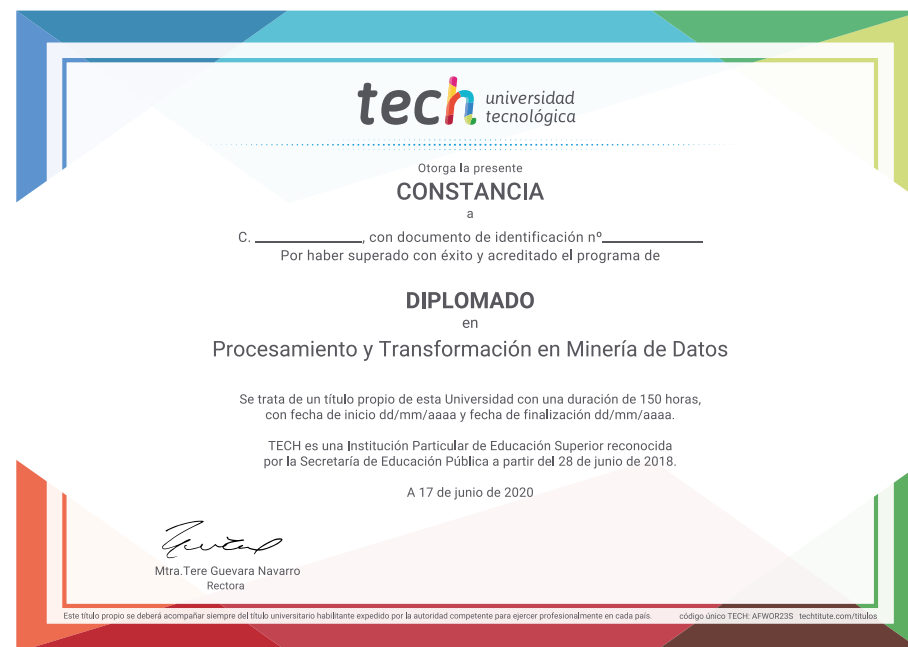 tech universidad
tecnológica
Otorga la presente
CONSTANCIA
a
C. ____________, con documento de identificación nº____________
Por haber superado con éxito y acreditado el programa de
DIPLOMADO
en
Procesamiento y Transformación en Minería de Datos
Se trata de un título propio de esta Universidad con una duración de 150 horas,
con fecha de inicio dd/mm/aaaa y fecha de finalización dd/mm/aaaa.
TECH es una Institución Particular de Educación Superior reconocida
por la Secretaría de Educación Pública a partir del 28 de junio de 2018.
A 17 de junio de 2020
Mtra.Tere Guevara Navarro
Rectora
Este título propio se deberá acompañar siempre del título universitario habilitante expedido por la autoridad competente para ejercer profesionalmente en cada país. código único TECH: AFWOR23S techtitute.com/titulos